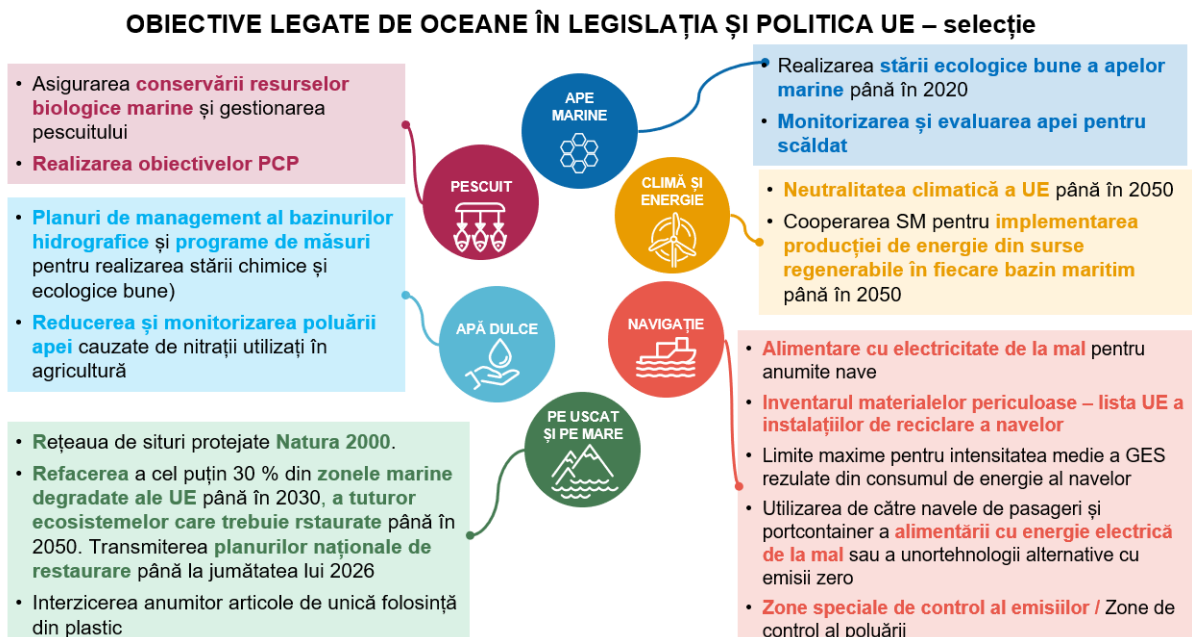 OBIECTIVE LEGATE DE OCEANE ÎN LEGISLAȚIA ȘI POLITICA UE – selecție
• Asigurarea conservării resurselor
biologice marine și gestionarea
pescuitului
• Realizarea obiectivelor PCP
PESCUIT
APE
MARINE
• Realizarea stării ecologice bune a apelor
marine până în 2020
• Monitorizarea și evaluarea apei pentru
scăldat
CLIMĂ ȘI
ENERGIE
• Neutralitatea climatică a UE până în 2050
• Cooperarea SM pentru implementarea
producției de energie din surse
regenerabile în fiecare bazin maritim
până în 2050
• Planuri de management al bazinurilor
hidrografice și programe de măsuri
pentru realizarea stării chimice și
ecologice bune)
• Reducerea și monitorizarea poluării
apei cauzate de nitrații utilizați în
agricultură
APĂ DULCE
NAVIGAȚIE
• Alimentare cu electricitate de la mal pentru
anumite nave
• Inventarul materialelor periculoase – lista UE a
instalațiilor de reciclare a navelor
• Limite maxime pentru intensitatea medie a GES
rezulate din consumul de energie al navelor
• Utilizarea de către navele de pasageri și
portcontainer a alimentării cu energie electrică
de la mal sau a unortehnologii alternative cu
emisii zero
• Zone speciale de control al emisiilor / Zone de
control al poluării
PE USCAT
ȘI PE MARE
• Rețeaua de situri protejate Natura 2000.
• Refacerea a cel puțin 30 % din zonele marine
degradate ale UE până în 2030, a tuturor
ecosistemelor care trebuie rstaurate până în
2050. Transmiterea planurilor naționale de
restaurare până la jumătatea lui 2026
• Interzicerea anumitor articole de unică folosință
din plastic